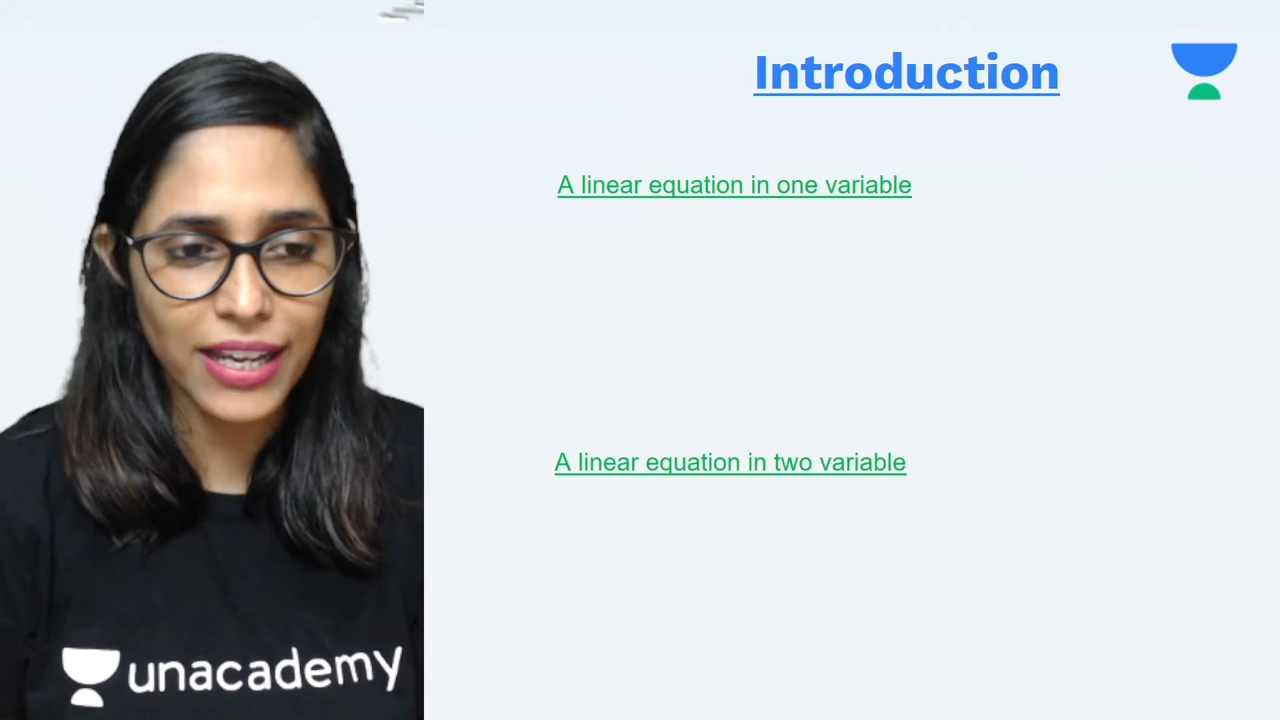 Introduction
A linear equation in one variable
A linear equation in two variable
unacademy